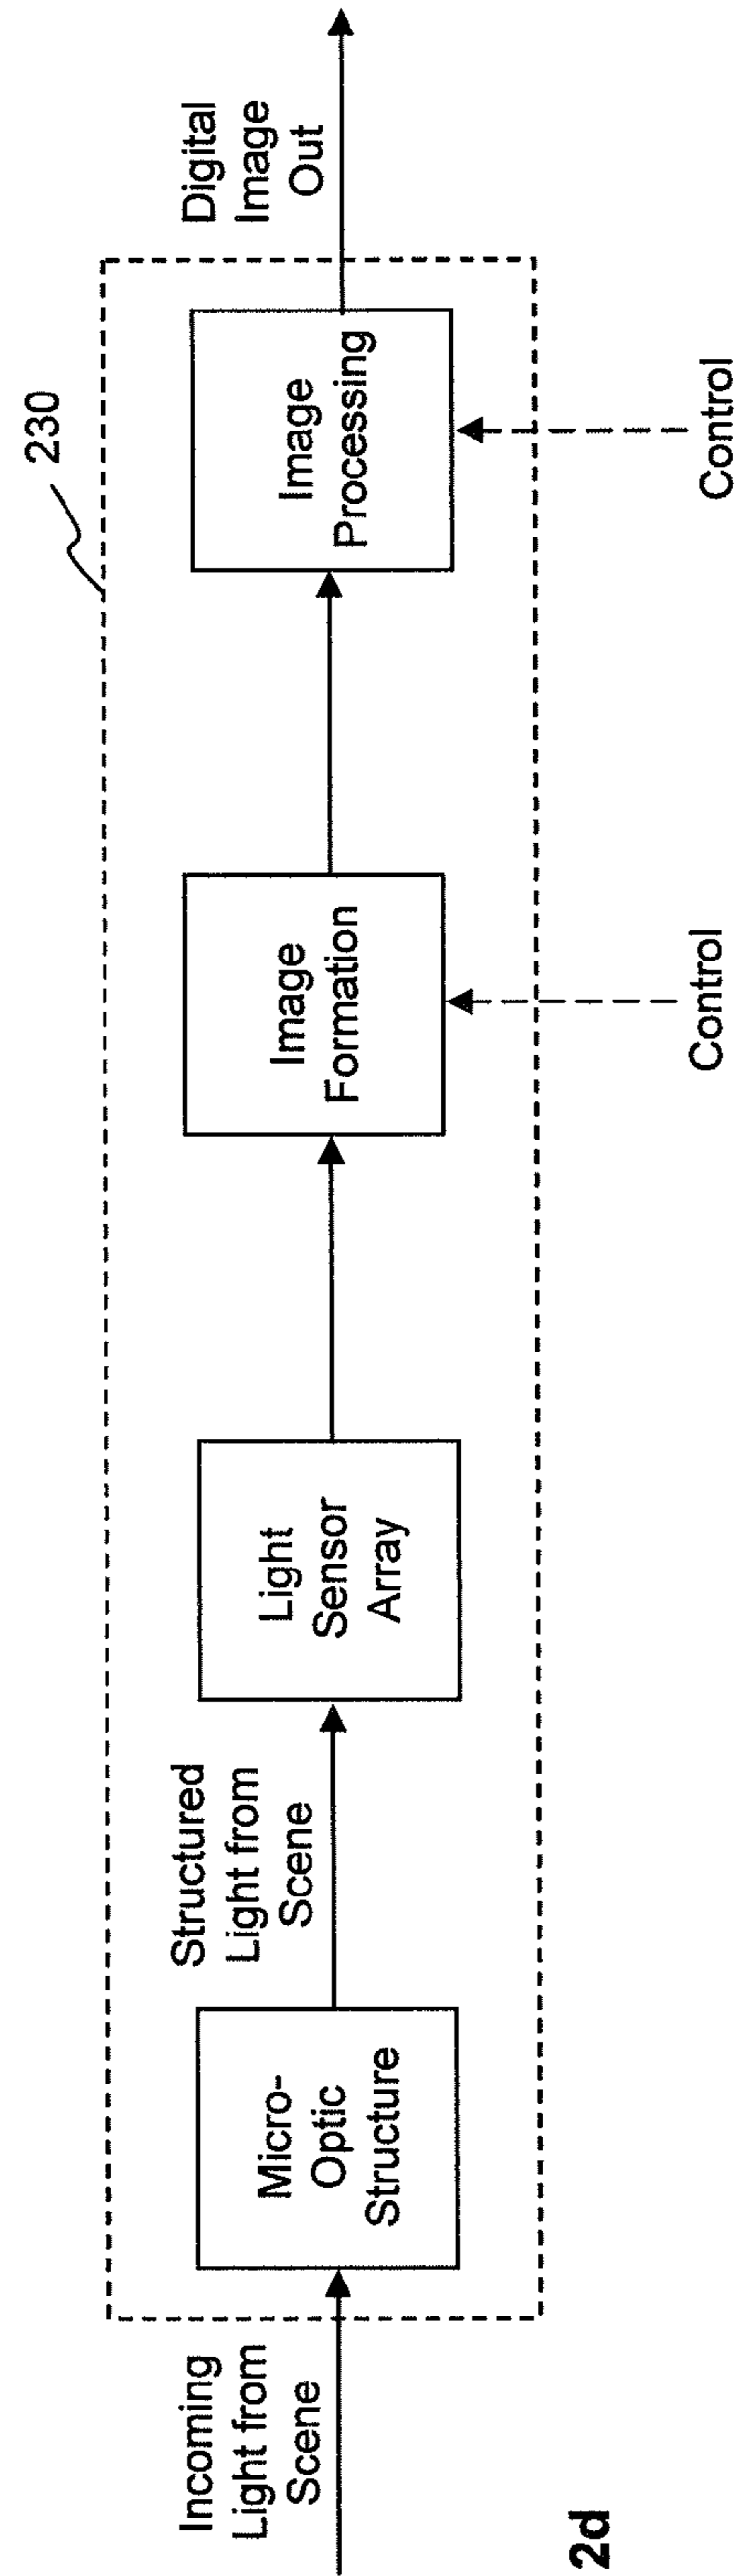 230
Incoming
Light from
Scene
Micro-
Optic
Structure
Structured
Light from
Scene
Light
Sensor
Array
Image
Formation
Image
Processing
Digital
Image
Out
Control
Control
2d